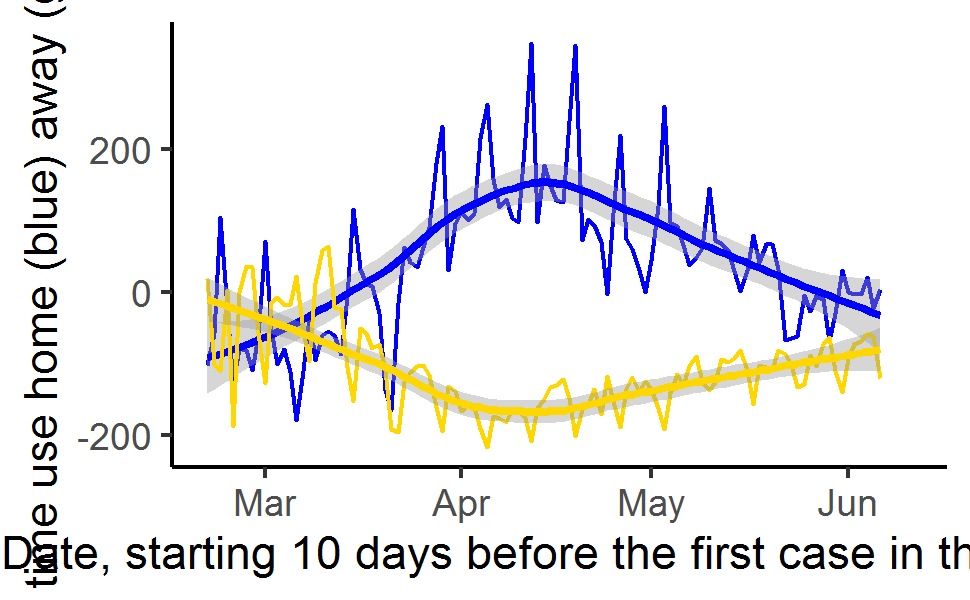 time use home (blue) away (
200
0
-200
Mar Apr May Jun
Date, starting 10 days before the first case in th